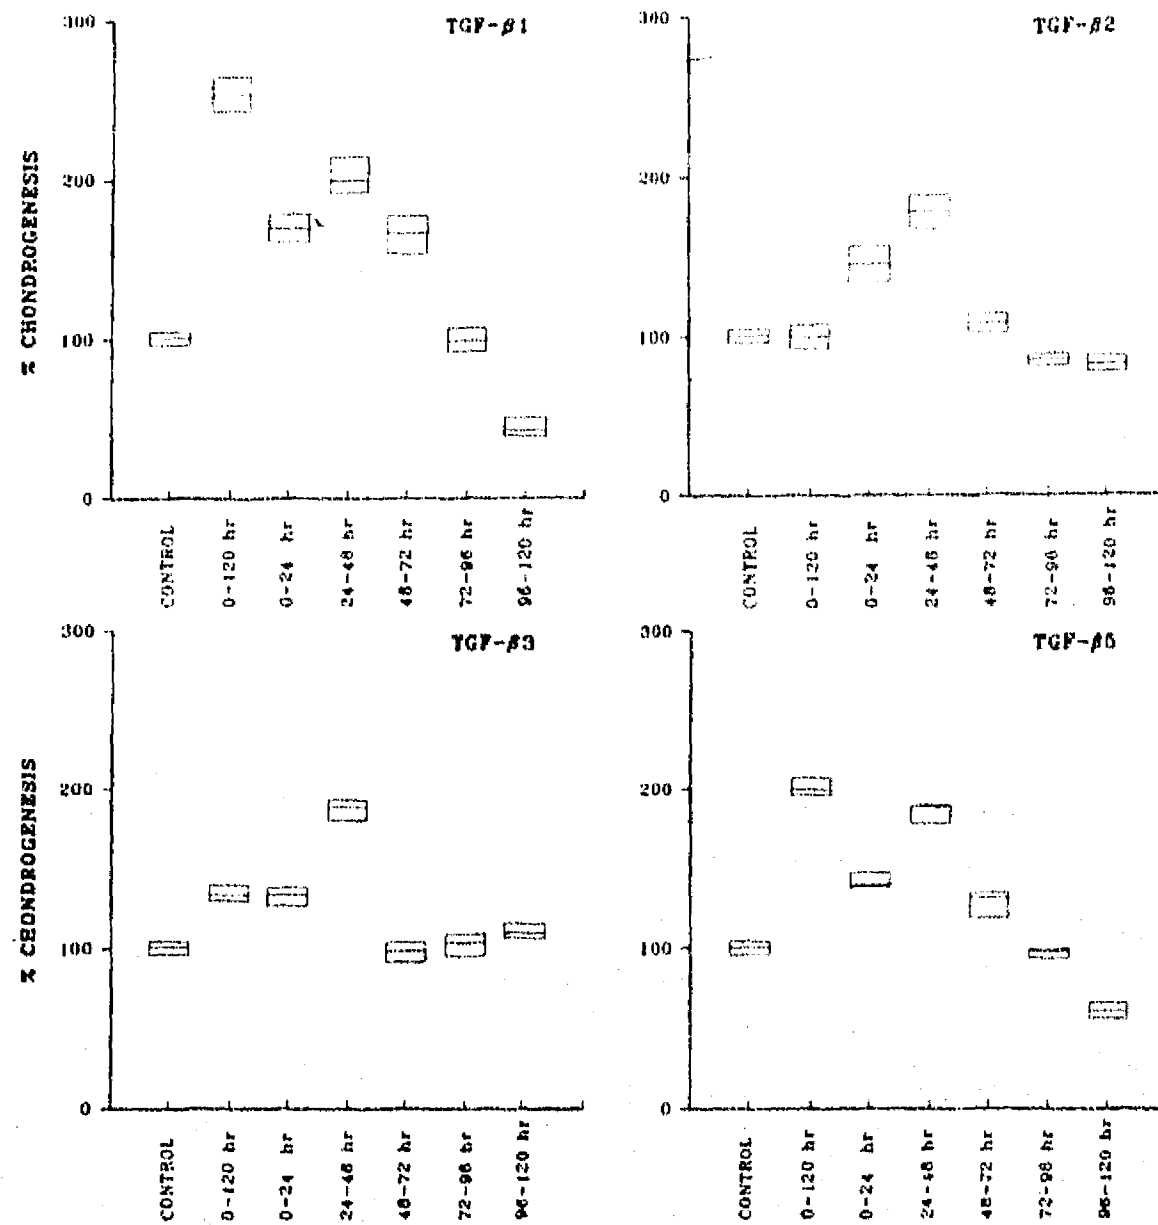 TGF-β1
300
200
100
0
% CHONDROGENESIS
CONTROL
0-120 hr
0-24 hr
24-48 hr
48-72 hr
72-96 hr
96-120 hr
TGF-β2
300
200
100
0
CONTROL
0-120 hr
0-24 hr
24-48 hr
48-72 hr
72-96 hr
96-120 hr
TGF-β3
300
200
100
0
% CHONDROGENESIS
CONTROL
0-120 hr
0-24 hr
24-48 hr
48-72 hr
72-96 hr
96-120 hr
TGF-β5
300
200
100
0
CONTROL
0-120 hr
0-24 hr
24-48 hr
48-72 hr
72-96 hr
96-120 hr